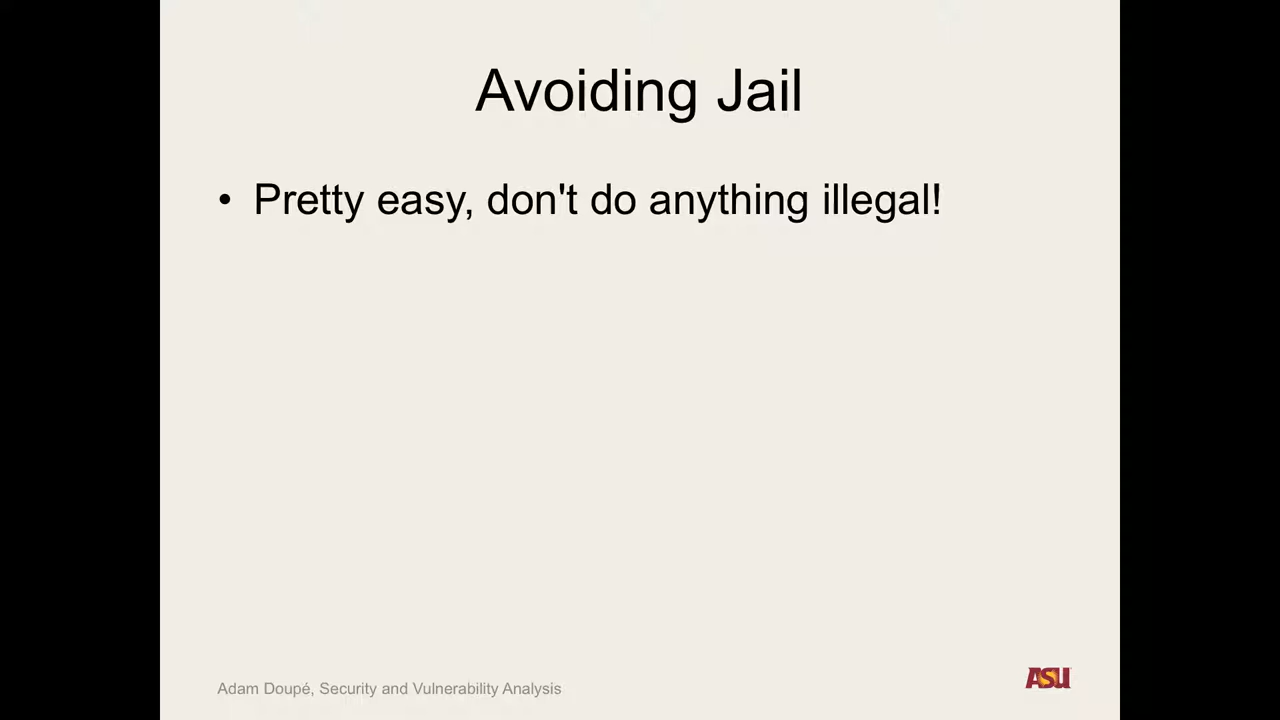 Avoiding Jail
• Pretty easy, don't do anything illegal!
Adam Doupé, Security and Vulnerability Analysis
ASU